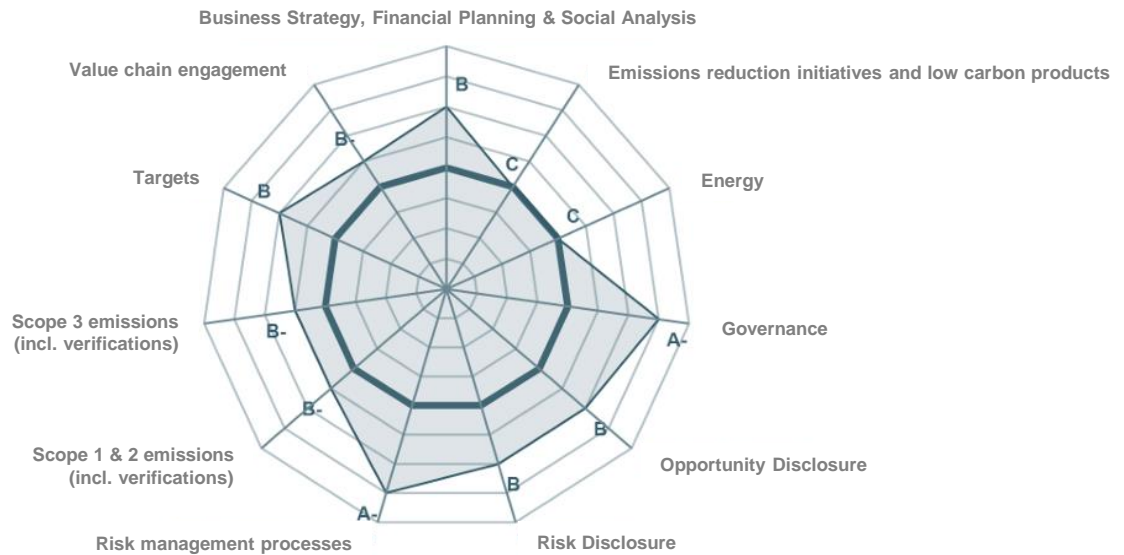 Business Strategy, Financial Planning & Social Analysis
Value chain engagement
Emissions reduction initiatives and low carbon products
B
B-
C
Targets
Energy
B
C
Scope 3 emissions
(incl. verifications)
B-
Governance
A-
Scope 1 & 2 emissions
(incl. verifications)
B-
B
Opportunity Disclosure
A-
B
Risk management processes
Risk Disclosure